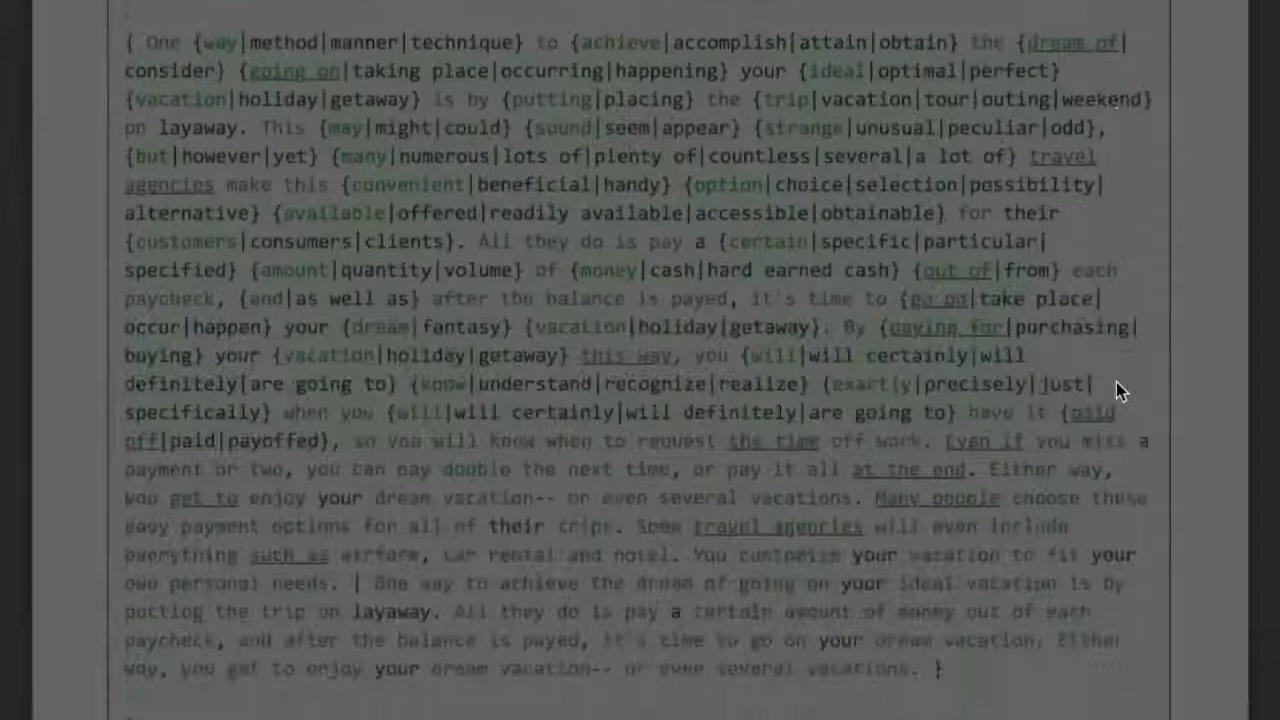 { One {way|method|manner|technique} to {achieve|accomplish|attain|obtain} the {dream of|
consider} {going on|taking place|occurring|happening} your {ideal|optimal|perfect}
{vacation|holiday|getaway} is by {putting|placing} the {trip|vacation|tour|outing|weekend}
on layaway. This {may|might|could} {sound|seem|appear} {strange|unusual|peculiar|odd},
{but|however|yet} {many|numerous|lots of|plenty of|countless|several|a lot of} travel
agencies make this {convenient|beneficial|handy} {option|choice|selection|possibility|
alternative} {available|offered|readily available|accessible|obtainable} for their
{customers|consumers|clients}. All they do is pay a {certain|specific|particular|
specified} {amount|quantity|volume} of {money|cash|hard earned cash} {out of|from} each
paycheck, {and|as well as} after the balance is payed, it's time to {go on|take place|
occur|happen} your {dream|fantasy} {vacation|holiday|getaway}. By {paying for|purchasing|
buying} your {vacation|holiday|getaway} this way, you {will|will certainly|will
definitely|are going to} {know|understand|recognize|realize} {exactly|precisely|just|
specifically} when you {will|will certainly|will definitely|are going to} have it {paid
off|paid|payoffed}, so you will know when to request the time off work. Even if you miss a
payment or two, you can pay double the next time, or pay it all at the end. Either way,
you get to enjoy your dream vacation-- or even several vacations. Many people choose these
easy payment options for all of their trips. Some travel agencies will even include
everything such as airfare, car rental and hotel. You customize your vacation to fit your
own personal needs. | One way to achieve the dream of going on your ideal vacation is by
putting the trip on layaway. All they do is pay a certain amount of money out of each
paycheck, and after the balance is payed, it's time to go on your dream vacation. Either
way, you get to enjoy your dream vacation-- or even several vacations. }